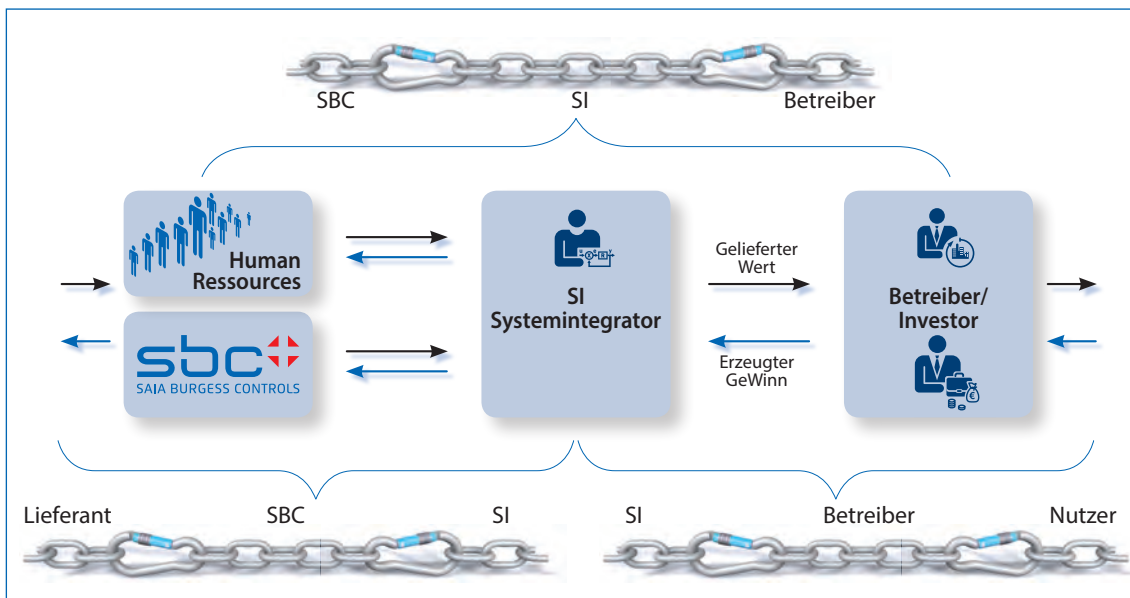 SBC SI Betreiber
Human
Ressources
sbc
SAIA BURGESS CONTROLS
SI
Systemintegrator
Gelieferter
Wert
Erzeugter
GeWinn
Betreiber/
Investor
€
Lieferant SBC SI
SI Betreiber Nutzer